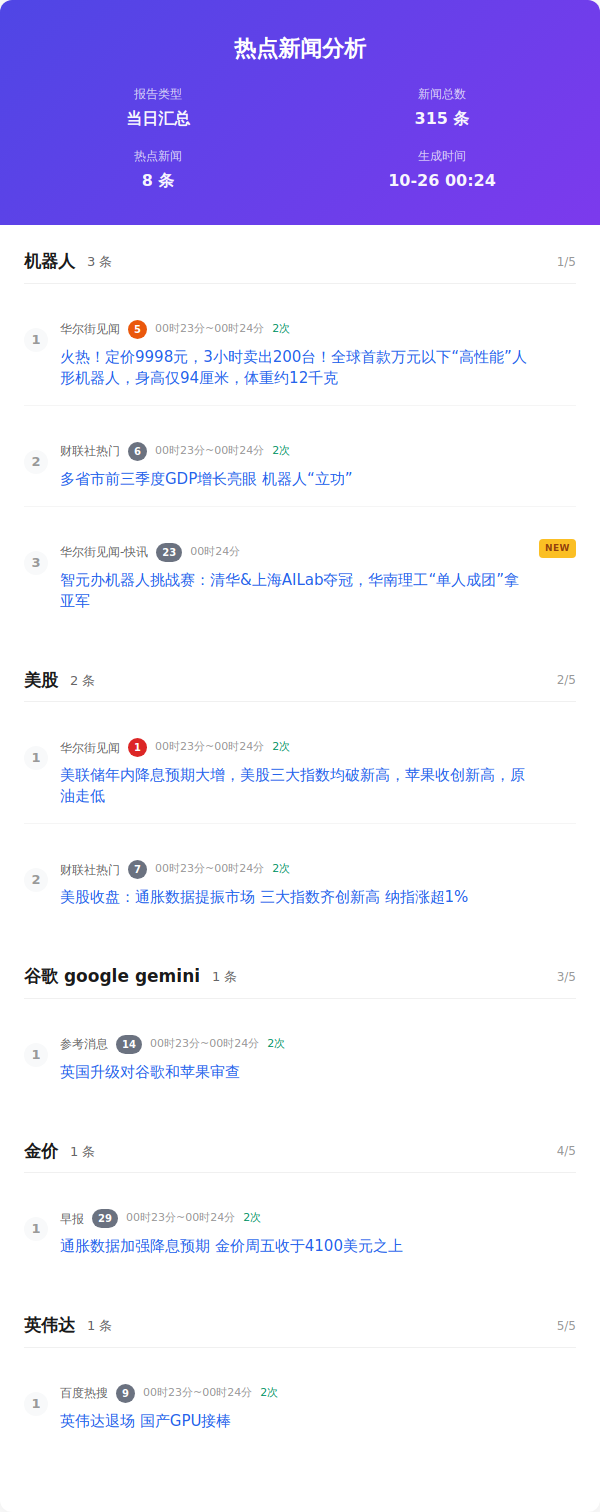 热点新闻分析
报告类型
新闻总数
当日汇总
315 条
热点新闻
生成时间
8 条
10-26 00:24
机器人 3 条 1/5
1 华尔街见闻 5 00时23分~00时24分 2次
火热！定价9998元，3小时卖出200台！全球首款万元以下“高性能”人
形机器人，身高仅94厘米，体重约12千克
2 财联社热门 6 00时23分~00时24分 2次
多省市前三季度GDP增长亮眼 机器人“立功”
3 华尔街见闻-快讯 23 00时24分 NEW
智元办机器人挑战赛：清华&上海AILab夺冠，华南理工“单人成团”拿
亚军
美股 2 条 2/5
1 华尔街见闻 1 00时23分~00时24分 2次
美联储年内降息预期大增，美股三大指数均破新高，苹果收创新高，原
油走低
2 财联社热门 7 00时23分~00时24分 2次
美股收盘：通胀数据提振市场 三大指数齐创新高 纳指涨超1%
谷歌 google gemini 1 条 3/5
1 参考消息 14 00时23分~00时24分 2次
英国升级对谷歌和苹果审查
金价 1 条 4/5
1 早报 29 00时23分~00时24分 2次
通胀数据加强降息预期 金价周五收于4100美元之上
英伟达 1 条 5/5
1 百度热搜 9 00时23分~00时24分 2次
英伟达退场 国产GPU接棒